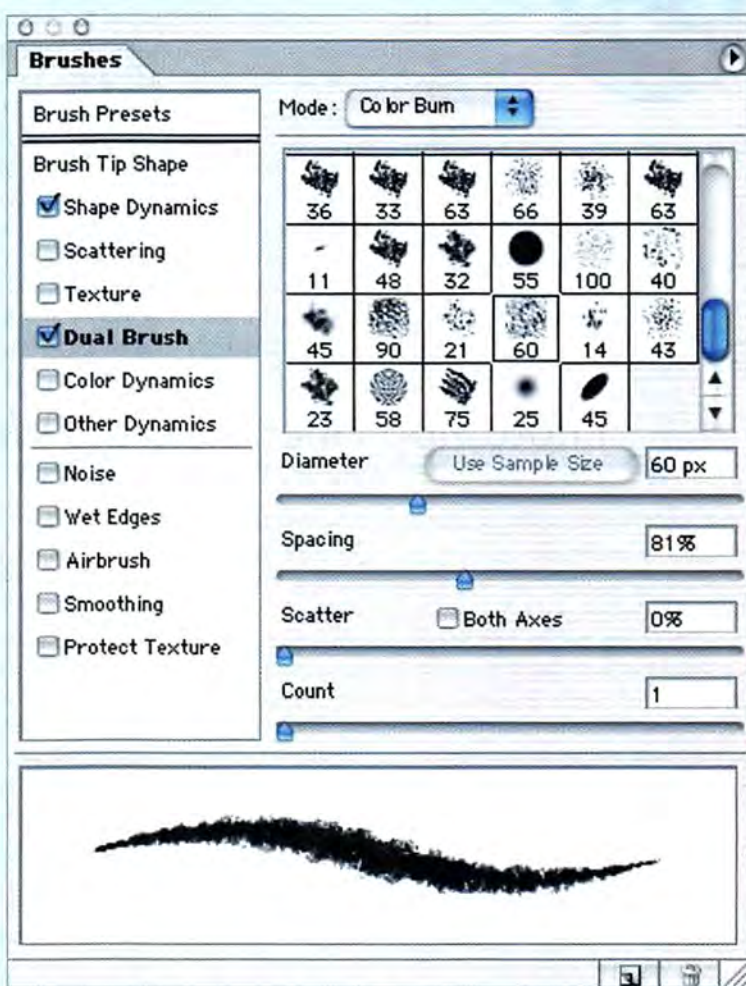 Brushes
Brush Presets
Brush Tip Shape
Shape Dynamics
Scattering
Texture
Dual Brush
Color Dynamics
Other Dynamics
Noise
Wet Edges
Airbrush
Smoothing
Protect Texture
Mode: Color Burn
36 33 63 66 39 63
11 48 32 55 100 40
45 90 21 60 14 43
23 58 75 25 45
Diameter Use Sample Size 60 px
Spacing 81%
Scatter Both Axes 0%
Count 1